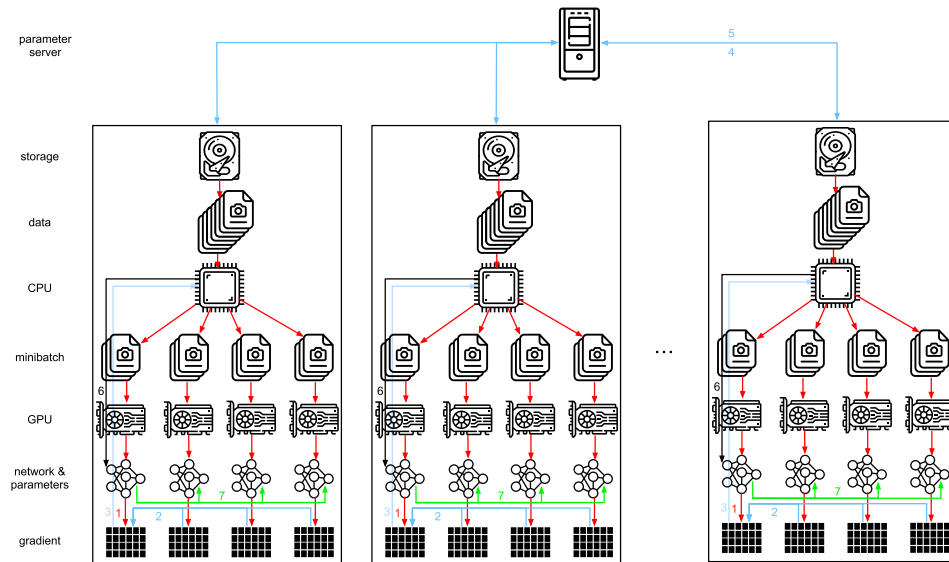 parameter
server
5
4
storage
data
CPU
minibatch
...
6
6
6
GPU
network &
parameters
7
7
7
3 1 2
3 1 2
3 1 2
gradient